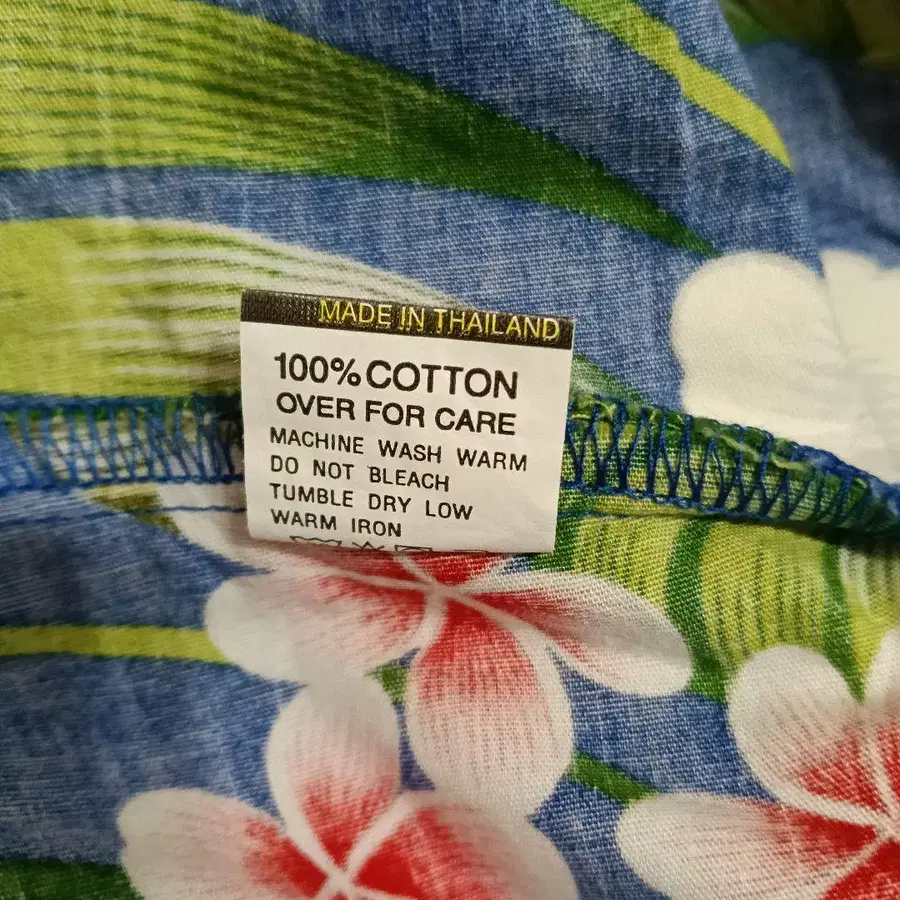 MADE IN THAILAND
100% COTTON
OVER FOR CARE
MACHINE WASH WARM
DO NOT BLEACH
TUMBLE DRY LOW
WARM IRON